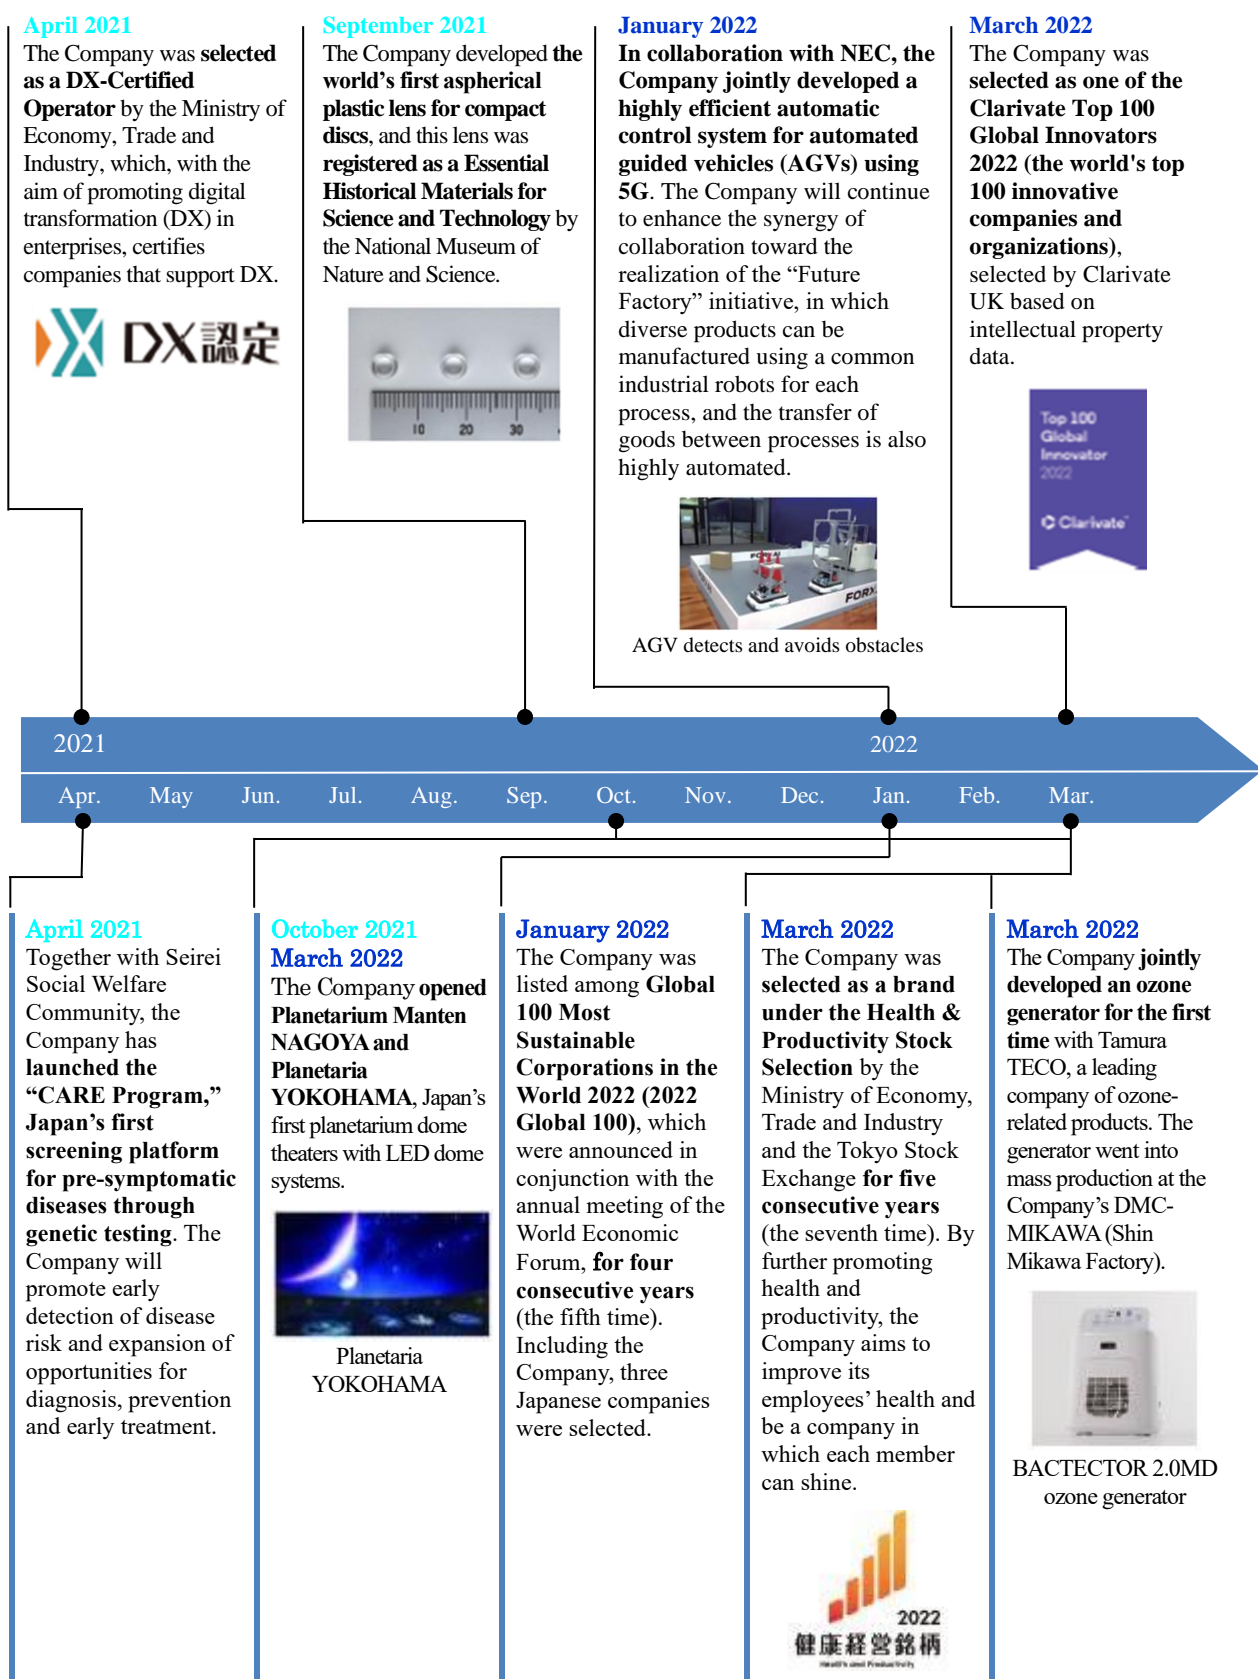 April 2021
The Company was selected
as a DX-Certified
Operator by the Ministry of
Economy, Trade and
Industry, which, with the
aim of promoting digital
transformation (DX) in
enterprises, certifies
companies that support DX.
DX認定
September 2021
The Company developed the
world's first aspherical
plastic lens for compact
discs, and this lens was
registered as a Essential
Historical Materials for
Science and Technology by
the National Museum of
Nature and Science.
10 20 30
January 2022
In collaboration with NEC, the
Company jointly developed a
highly efficient automatic
control system for automated
guided vehicles (AGVs) using
5G. The Company will continue
to enhance the synergy of
collaboration toward the
realization of the “Future
Factory” initiative, in which
diverse products can be
manufactured using a common
industrial robots for each
process, and the transfer of
goods between processes is also
highly automated.
FORXAI
FORX
AGV detects and avoids obstacles
March 2022
The Company was
selected as one of the
Clarivate Top 100
Global Innovators
2022 (the world's top
100 innovative
companies and
organizations),
selected by Clarivate
UK based on
intellectual property
data.
Top 100
Global
Innovator
2022
Clarivate™
2021 2022
Apr. May Jun. Jul. Aug. Sep. Oct. Nov. Dec. Jan. Feb. Mar.
April 2021
Together with Seirei
Social Welfare
Community, the
Company has
launched the
“CARE Program,”
Japan’s first
screening platform
for pre-symptomatic
diseases through
genetic testing. The
Company will
promote early
detection of disease
risk and expansion of
opportunities for
diagnosis, prevention
and early treatment.
October 2021
March 2022
The Company opened
Planetarium Manten
NAGOYA and
Planetaria
YOKOHAMA, Japan’s
first planetarium dome
theaters with LED dome
systems.
Planetaria
YOKOHAMA
January 2022
The Company was
listed among Global
100 Most
Sustainable
Corporations in the
World 2022 (2022
Global 100), which
were announced in
conjunction with the
annual meeting of the
World Economic
Forum, for four
consecutive years
(the fifth time).
Including the
Company, three
Japanese companies
were selected.
March 2022
The Company was
selected as a brand
under the Health &
Productivity Stock
Selection by the
Ministry of Economy,
Trade and Industry
and the Tokyo Stock
Exchange for five
consecutive years
(the seventh time). By
further promoting
health and
productivity, the
Company aims to
improve its
employees’ health and
be a company in
which each member
can shine.
2022
健康経営銘柄
Health and Productivity
March 2022
The Company jointly
developed an ozone
generator for the first
time with Tamura
TECO, a leading
company of ozone-
related products. The
generator went into
mass production at the
Company’s DMC-
MIKAWA (Shin
Mikawa Factory).
BACTECTOR 2.0MD
ozone generator